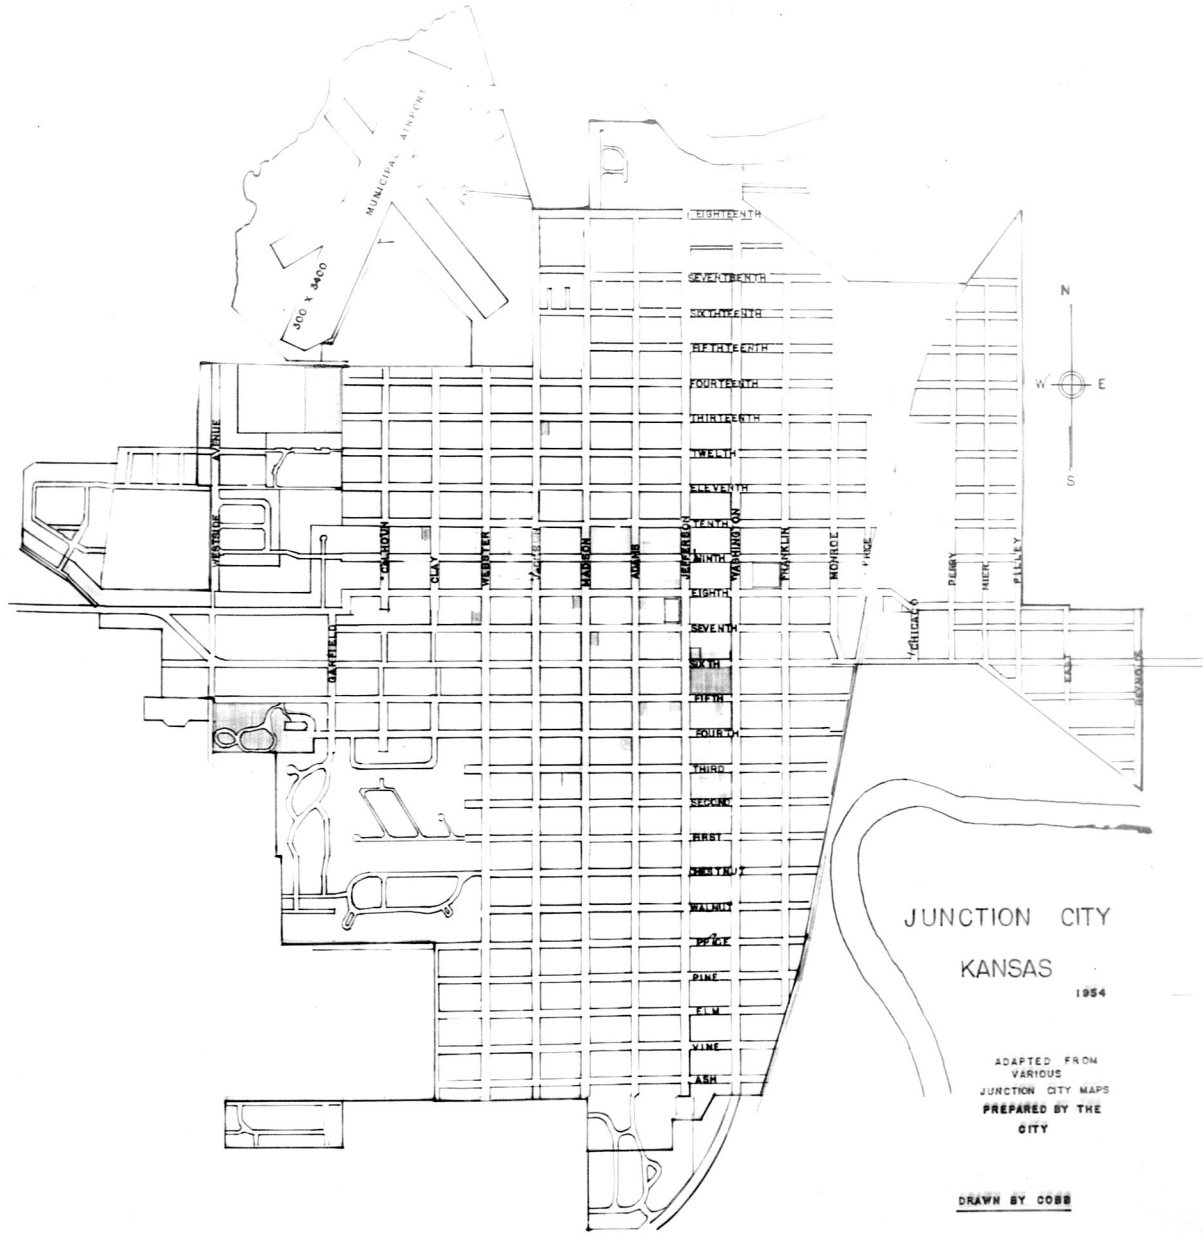 MUNICIPAL AIRPORT
300 X 3400
EIGHTEENTH
SEVENTEENTH
SIXTHTEENTH
FIFTHTEENTH
FOURTEENTH
THIRTEENTH
TWELTH
ELEVENTH
TENTH
NINTH
EIGHTH
SEVENTH
SIXTH
FIFTH
FOURTH
THIRD
SECOND
FIRST
CHESTNUT
WALNUT
PINE
ELM
VINE
ASH
WESTSIDE
AVENUE
GARFIELD
CALHOUN
CLAY
WEBSTER
JACKSON
MADISON
ADAMS
JEFFERSON
WASHINGTON
FRANKLIN
MONROE
PRICE
CHICAGO
PERRY
MIER
PILLEY
EAST
REYNOLDS
N
W E
S
JUNCTION CITY
KANSAS
1954
ADAPTED FROM
VARIOUS
JUNCTION CITY MAPS
PREPARED BY THE
CITY
DRAWN BY COBB